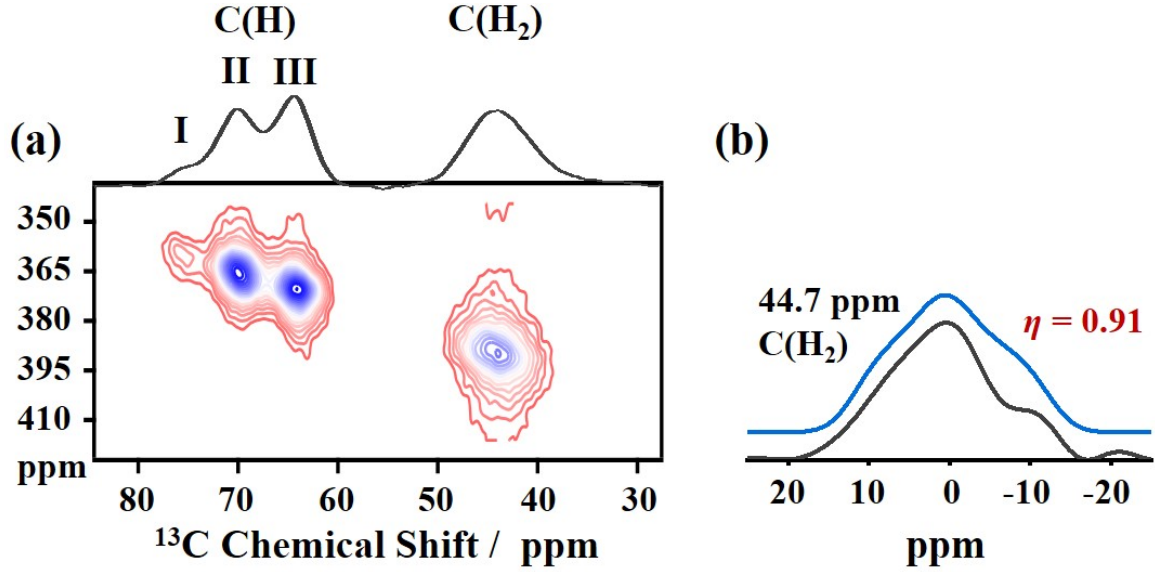 C(H)
C(H₂)
II III
I
(a)
(b)
350
365
380
395
410
ppm
80 70 60 50 40 30
¹³C Chemical Shift / ppm
44.7 ppm
C(H₂)
η = 0.91
20 10 0 -10 -20
ppm